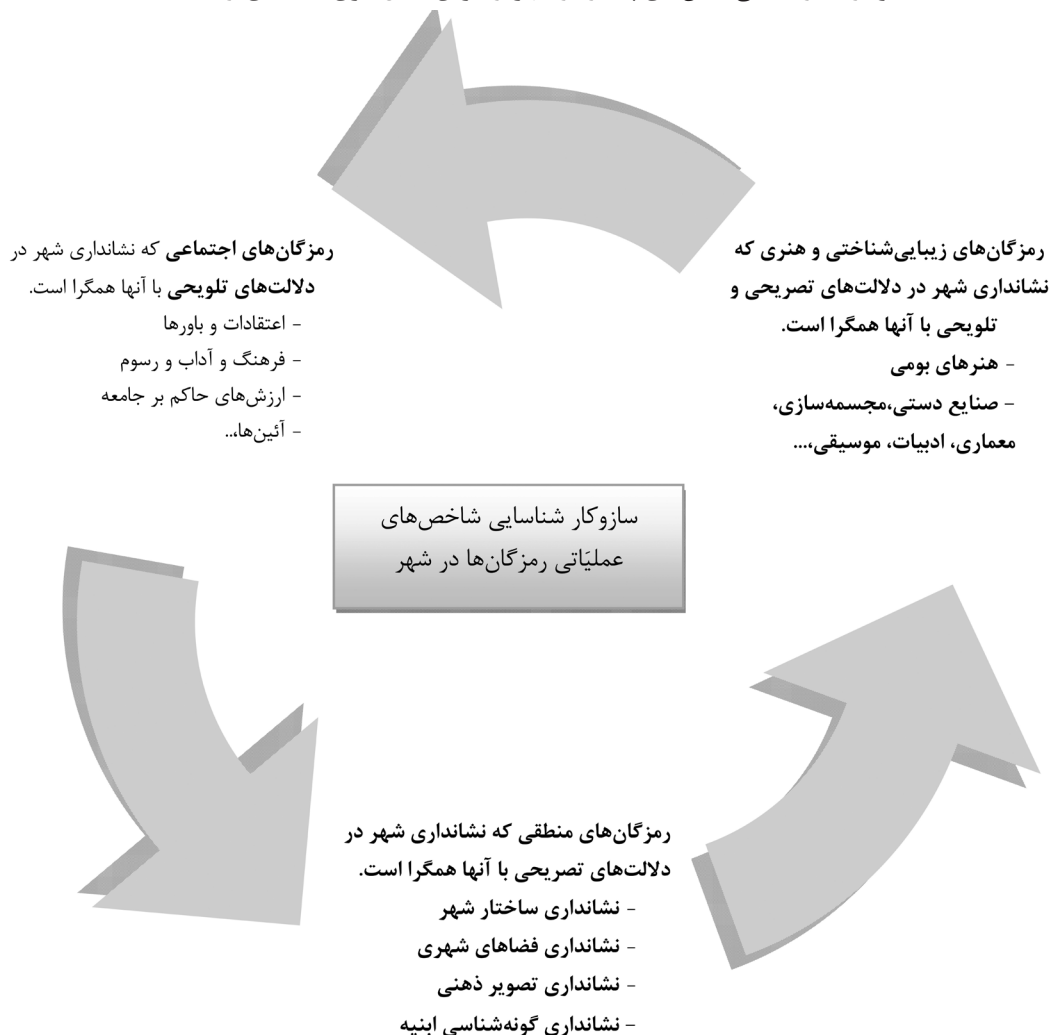 رمزگان‌های زیبایی‌شناختی و هنری که
نشانداری شهر در دلالت‌های تصریحی و
تلویحی با آنها همگرا است.
- هنرهای بومی
- صنایع دستی،مجسمه‌سازی،
معماری، ادبیات، موسیقی،...
رمزگان‌های اجتماعی که نشانداری شهر در
دلالت‌های تلویحی با آنها همگرا است.
- اعتقادات و باورها
- فرهنگ و آداب و رسوم
- ارزش‌های حاکم بر جامعه
- آئین‌ها،..
سازوکار شناسایی شاخص‌های
عملیّاتی رمزگان‌ها در شهر
رمزگان‌های منطقی که نشانداری شهر در
دلالت‌های تصریحی با آنها همگرا است.
- نشانداری ساختار شهر
- نشانداری فضاهای شهری
- نشانداری تصویر ذهنی
- نشانداری گونه‌شناسی ابنیه